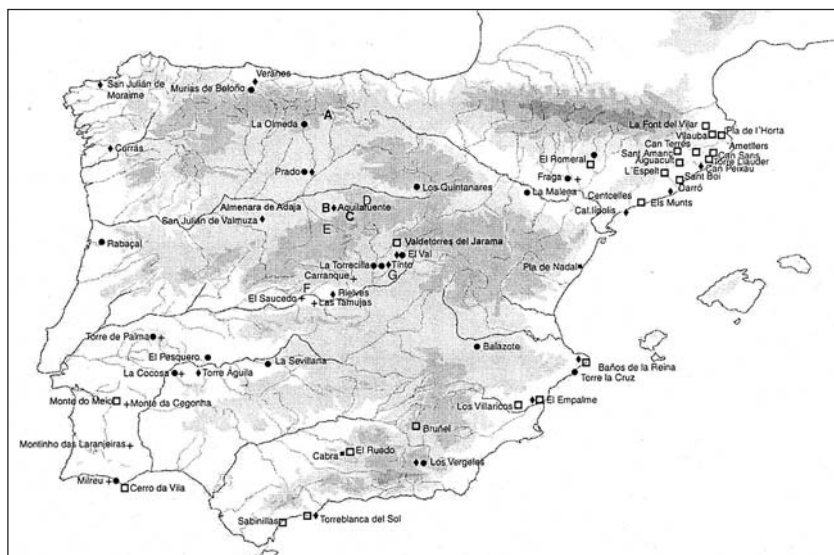 Veranes
San Julián de
Moraime
Murias de Beloño
A
La Olmeda
La Font del Vilar
Vilauba
Pla de l'Horta
Ametllers
Can Terrés
Can Sans
Sant Amanç
Torre Llauder
Aiguacuit
Can Peixau
L'Espelt
Sant Boi
Darró
Currás
El Romeral
Fraga
Prado
Los Quintanares
La Malena
Centcelles
Els Munts
Cal.lípolis
Almenara de Adaja
B
Aquilafuente
D
C
San Julián de Valmuza
E
Rabaçal
Valdetorres del Jarama
El Val
La Torrecilla
Tinto
G
Carranque
Pla de Nadal
F
Rielves
El Saucedo
Las Tamujas
Torre de Palma
El Pesquero
La Sevillana
Balazote
La Cocosa
Torre Aguila
Baños de la Reina
Torre la Cruz
Monte do Meio
Monte da Cegonha
Los Villaricos
El Empalme
Bruñel
Montinho das Laranjeiras
Cabra
El Ruedo
Los Vergeles
Milreu
Cerro da Vila
Sabinillas
Torreblanca del Sol